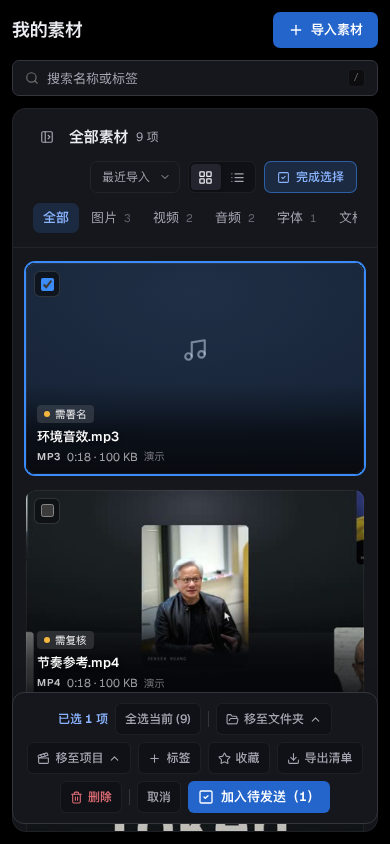 我的素材
导入素材
搜索名称或标签 /
全部素材 9 项
最近导入 完成选择
全部 图片 3 视频 2 音频 2 字体 1
需署名
环境音效.mp3
MP3 0:18 · 100 KB 演示
JENSEN HUANG
需复核
节奏参考.mp4
MP4 0:18 · 100 KB 演示
已选 1 项 全选当前 (9) 移至文件夹
移至项目 标签 收藏 导出清单
删除 取消 加入待发送（1）